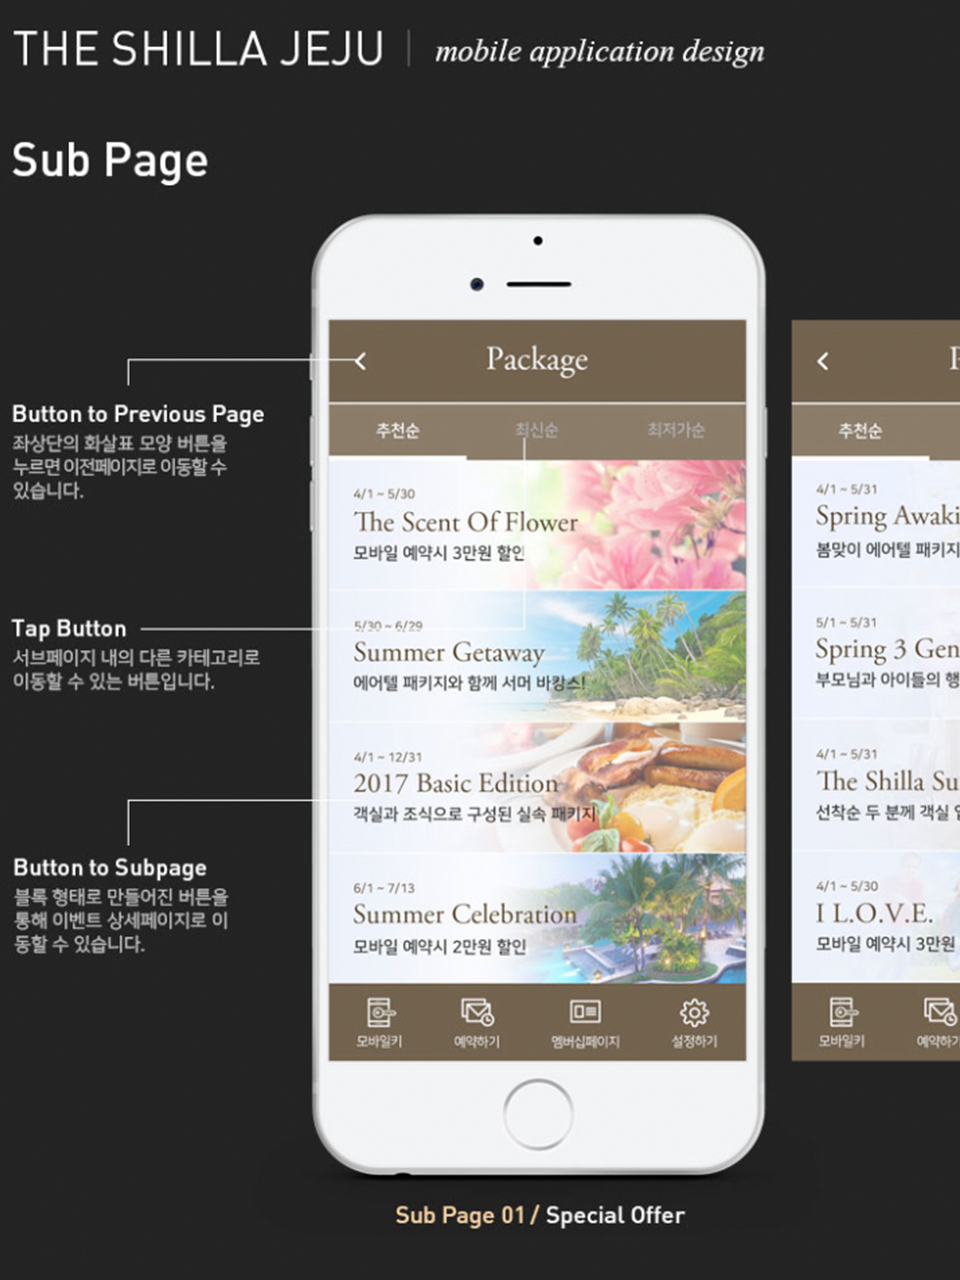 THE SHILLA JEJU | mobile application design
Sub Page
Package
추천순 최신순 최저가순
4/1 ~ 5/30
The Scent Of Flower
모바일 예약시 3만원 할인
5/30 ~ 6/29
Summer Getaway
에어텔 패키지와 함께 서머 바캉스!
4/1 ~ 12/31
2017 Basic Edition
객실과 조식으로 구성된 실속 패키지
6/1 ~ 7/13
Summer Celebration
모바일 예약시 2만원 할인
모바일키 예약하기 멤버십페이지 설정하기
Button to Previous Page
좌상단의 화살표 모양 버튼을
누르면 이전페이지로 이동할 수
있습니다.
Tap Button
서브페이지 내의 다른 카테고리로
이동할 수 있는 버튼입니다.
Button to Subpage
블록 형태로 만들어진 버튼을
통해 이벤트 상세페이지로 이
동할 수 있습니다.
추천순
4/1 ~ 5/31
Spring Awaki
봄맞이 에어텔 패키지
5/1 ~ 5/31
Spring 3 Gen
부모님과 아이들의 행
4/1 ~ 5/31
The Shilla Su
선착순 두 분께 객실
4/1 ~ 5/30
I L.O.V.E.
모바일 예약시 3만원
모바일키 예약하기
Sub Page 01 / Special Offer